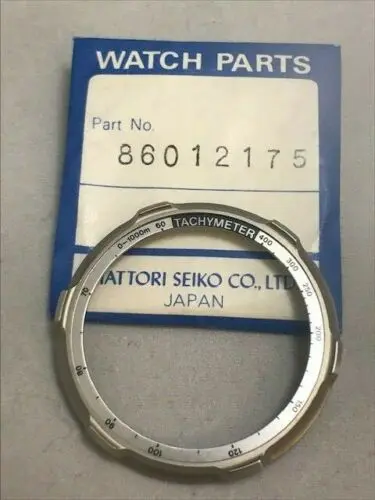 WATCH PARTS
Part No.
86012175
0~1000m 60 TACHYMETER 400 300 250 200 150 120 100 90 80 70
HATTORI SEIKO CO., LTD.
JAPAN